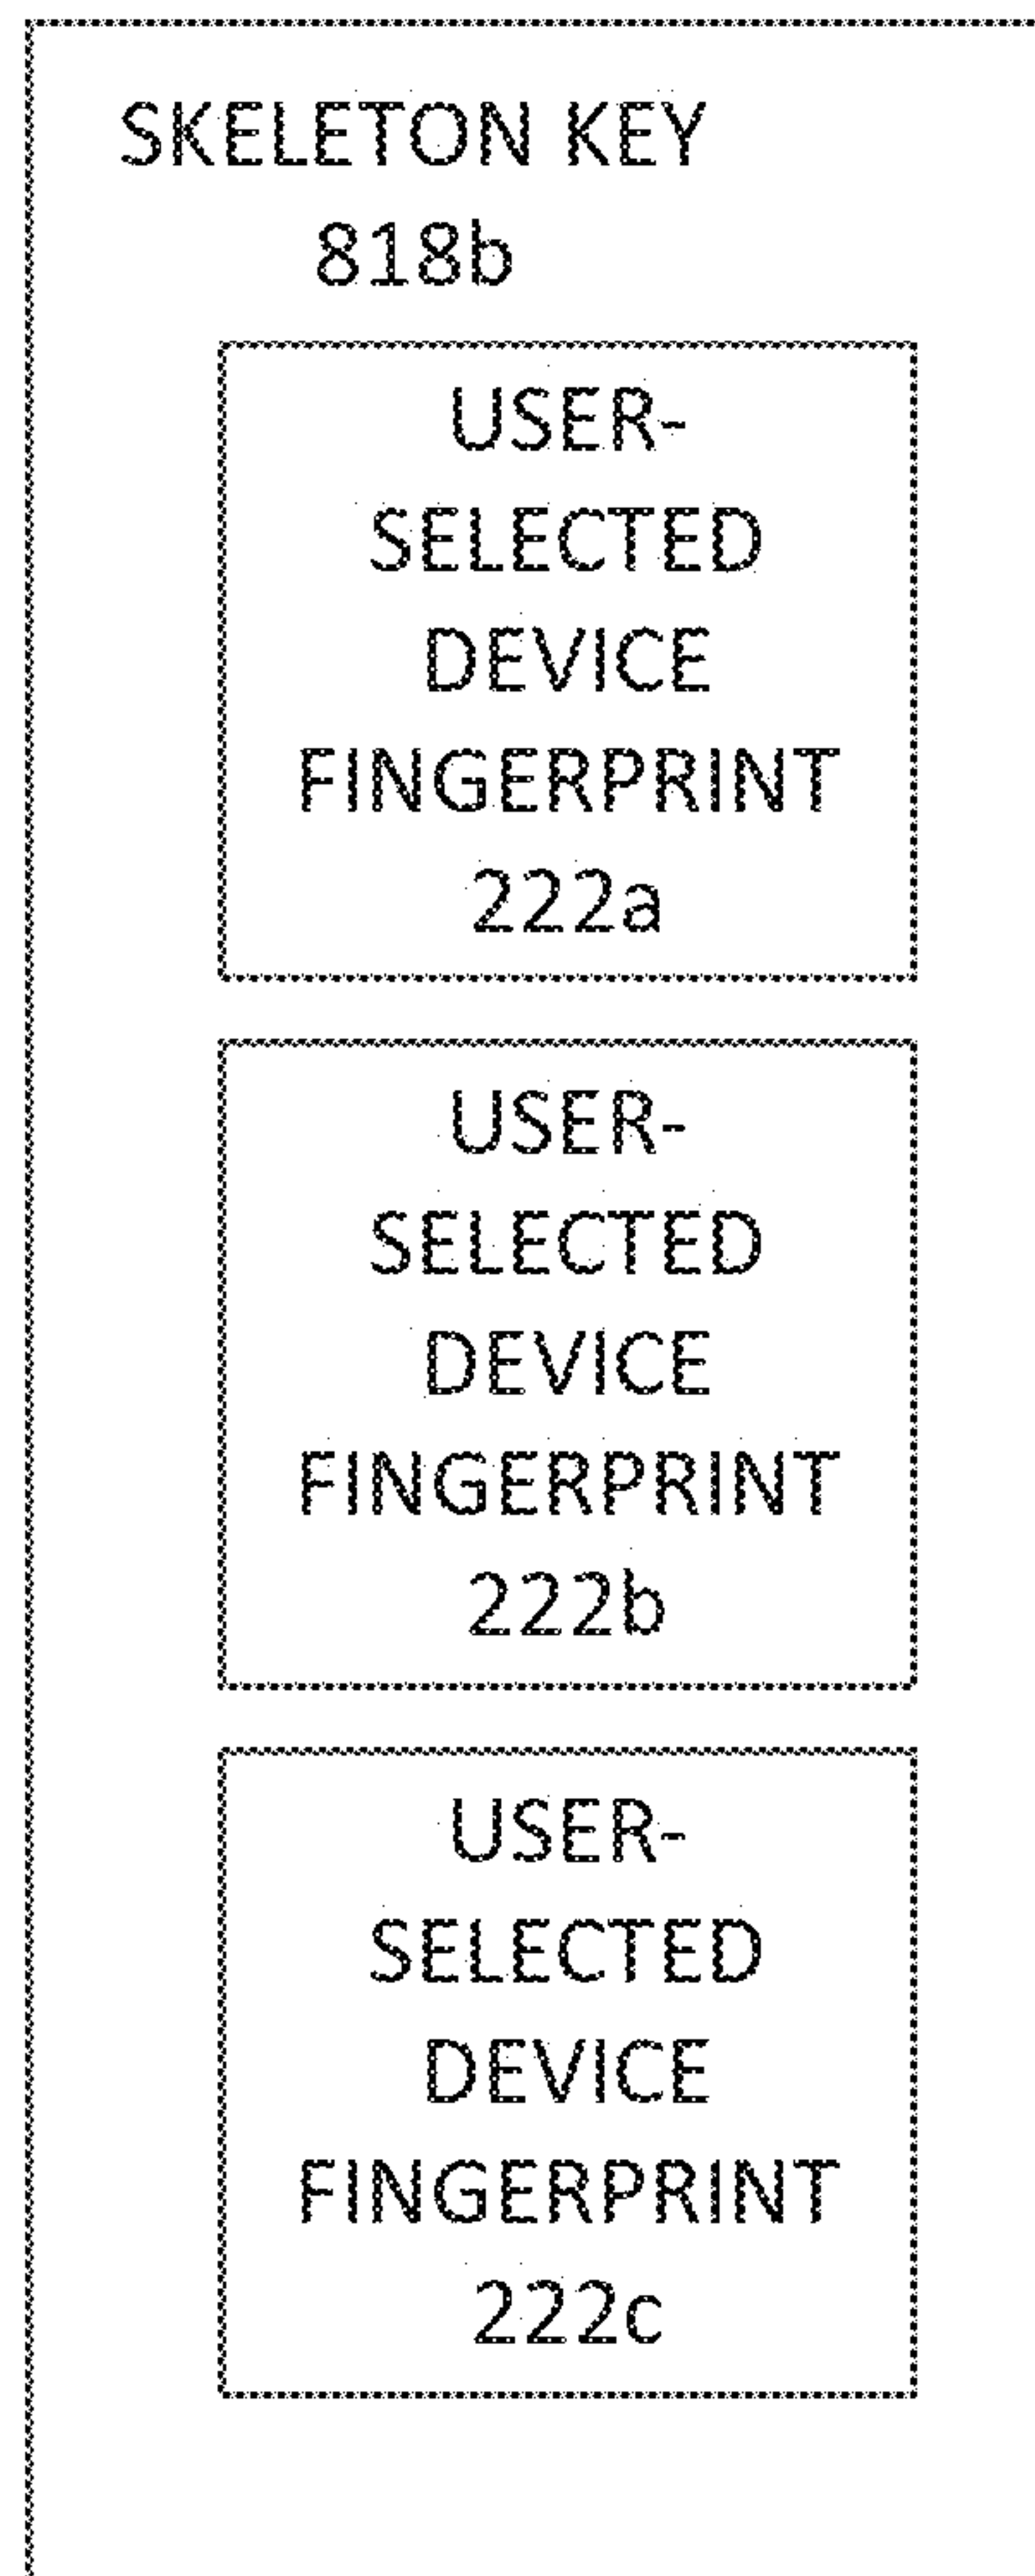 SKELETON KEY
818b
USER-
SELECTED
DEVICE
FINGERPRINT
222a
USER-
SELECTED
DEVICE
FINGERPRINT
222b
USER-
SELECTED
DEVICE
FINGERPRINT
222c